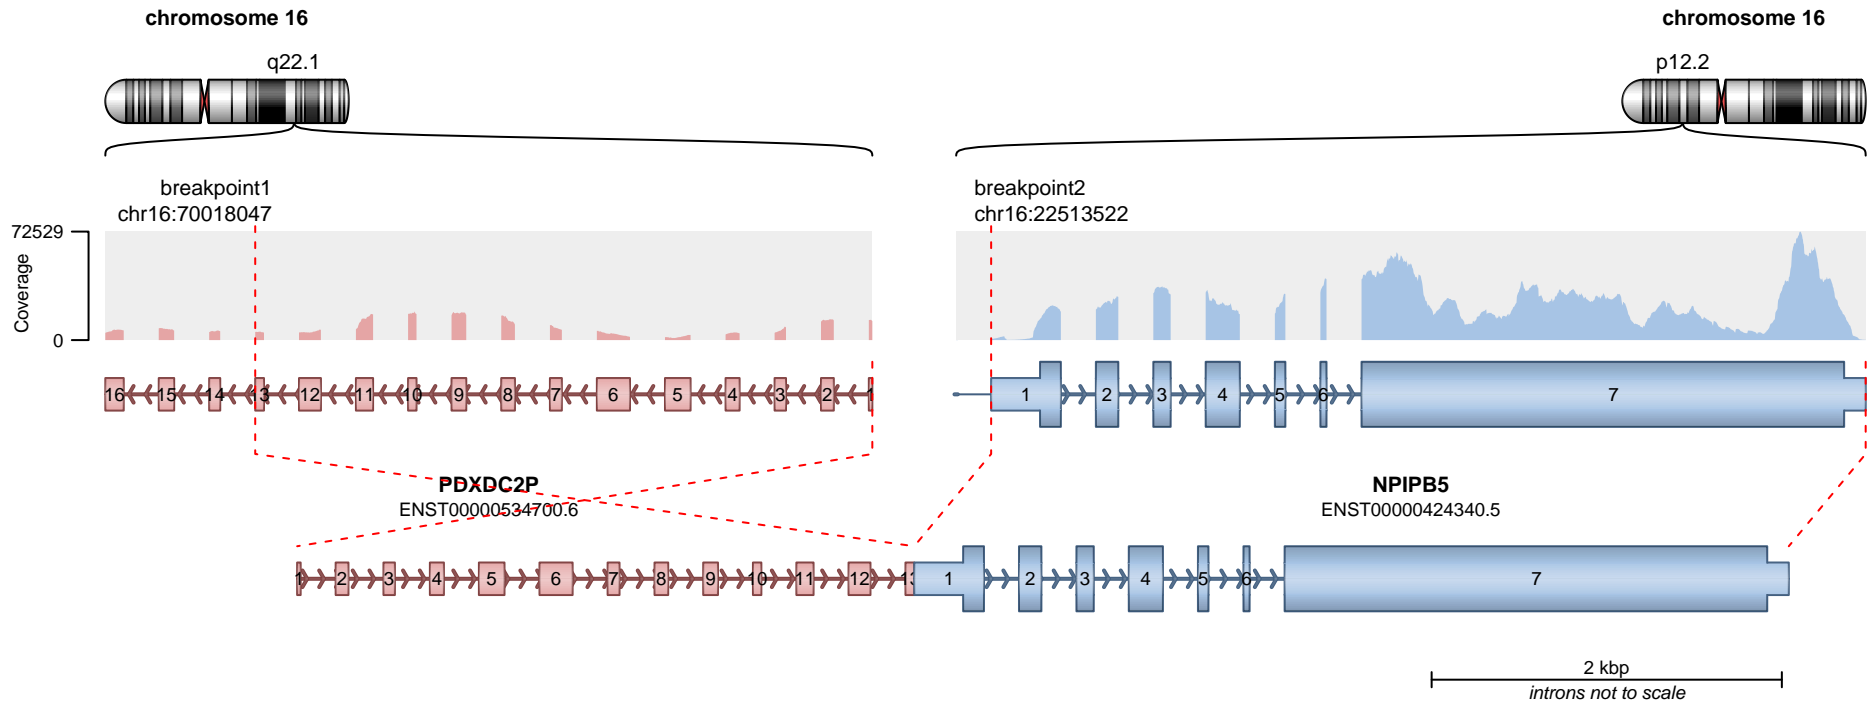 chromosome 16
chromosome 16
q22.1
p12.2
breakpoint1
chr16:70018047
breakpoint2
chr16:22513522
72529
Coverage
0
16 15 14 13 12 11 10 9 8 7 6 5 4 3 2 1
1 2 3 4 5 6 7
PDXDC2P
ENST00000534700.6
NPIPB5
ENST00000424340.5
1 2 3 4 5 6 7 8 9 10 11 12 13
1 2 3 4 5 6 7
2 kbp
introns not to scale